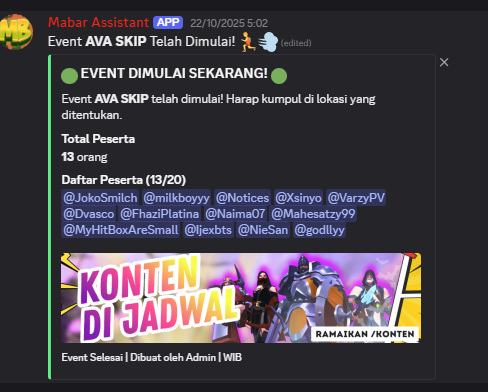 MB
Mabar Assistant APP 22/10/2025 5:02
Event AVA SKIP Telah Dimulai! 🏃💨 (edited)
🟢 EVENT DIMULAI SEKARANG! 🟢
Event AVA SKIP telah dimulai! Harap kumpul di lokasi yang
ditentukan.
Total Peserta
13 orang
Daftar Peserta (13/20)
@JokoSmilch @milkboyyy @Notices @Xsinyo @VarzyPV
@Dvasco @FhaziPlatina @Naima07 @Mahesatzy99
@MyHitBoxAreSmall @Ijexbts @NieSan @godllyy
KONTEN
DI JADWAL
RAMAIKAN /KONTEN
Event Selesai | Dibuat oleh Admin | WIB